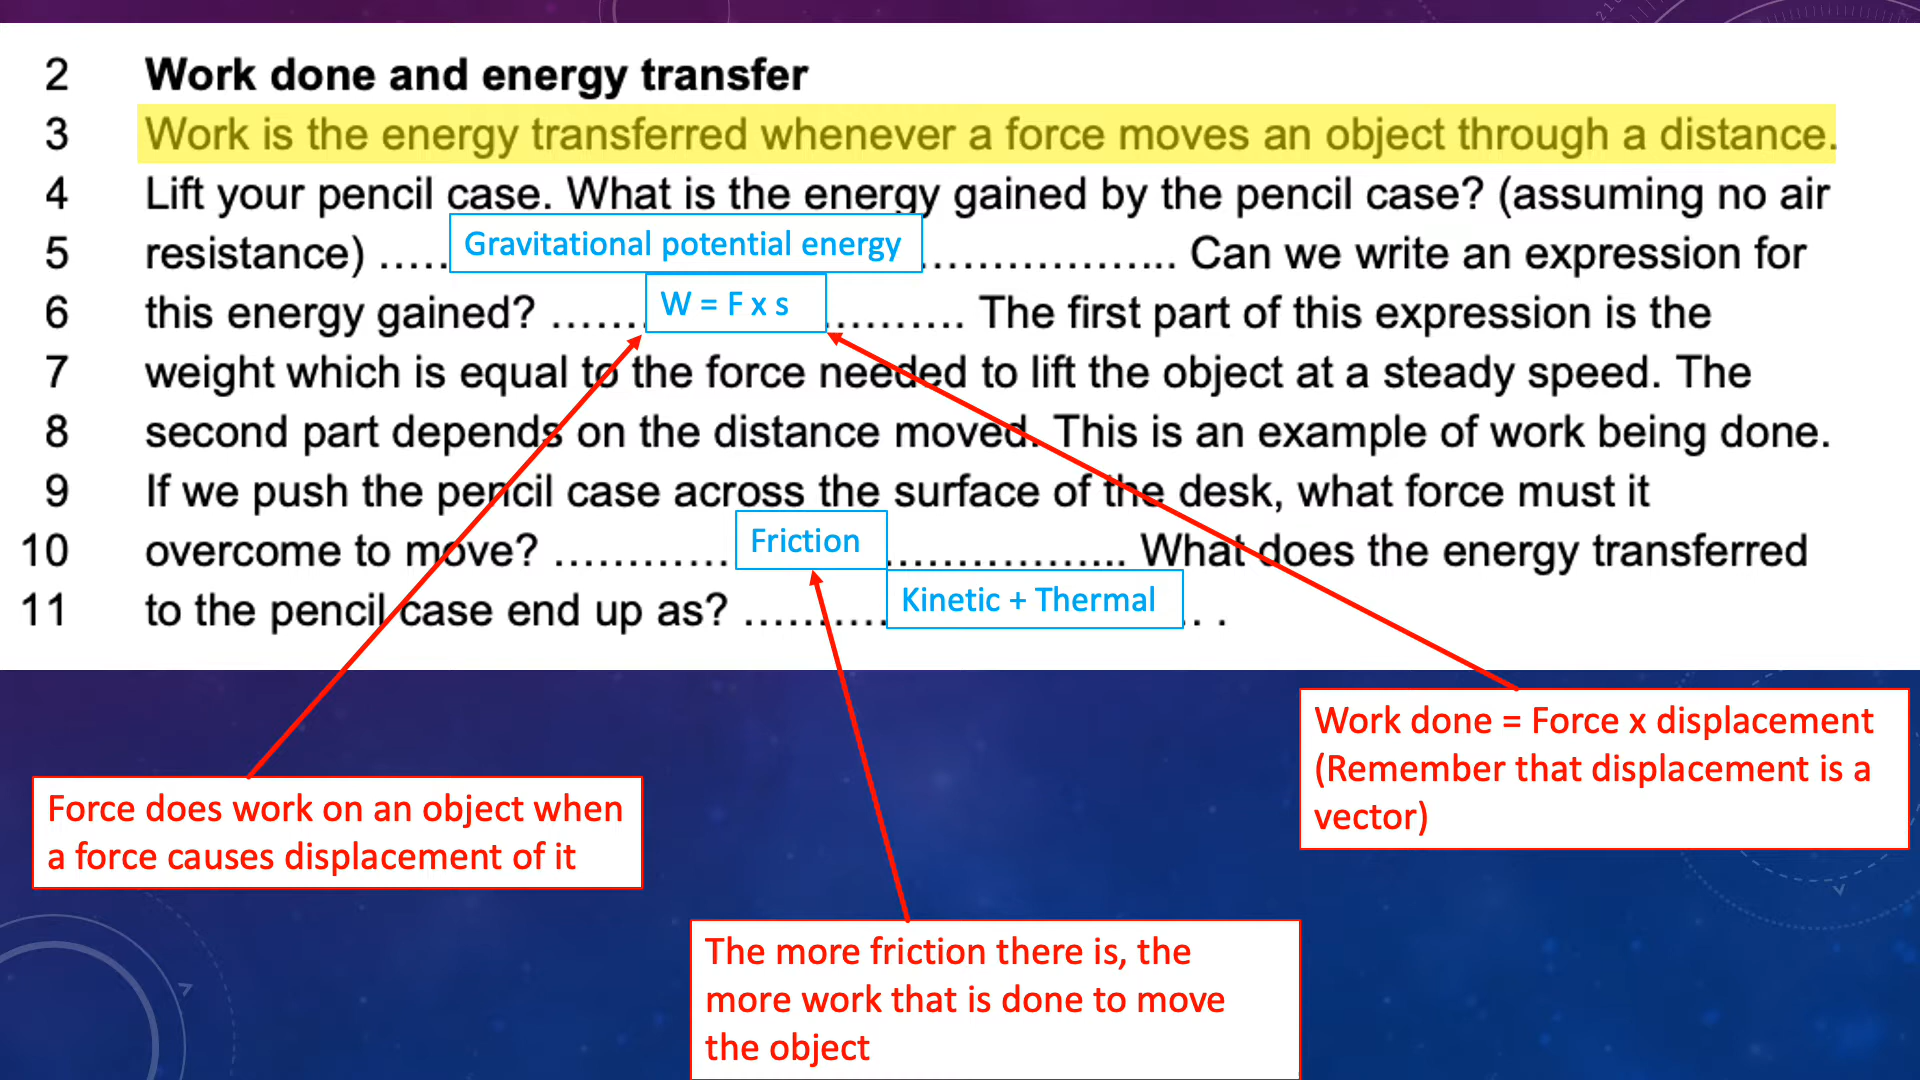 2 Work done and energy transfer
3 Work is the energy transferred whenever a force moves an object through a distance.
4 Lift your pencil case. What is the energy gained by the pencil case? (assuming no air
5 resistance) ..... Gravitational potential energy .................... Can we write an expression for
6 this energy gained? ...... W = F x s .......... The first part of this expression is the
7 weight which is equal to the force needed to lift the object at a steady speed. The
8 second part depends on the distance moved. This is an example of work being done.
9 If we push the pencil case across the surface of the desk, what force must it
10 overcome to move? ............ Friction .................. What does the energy transferred
11 to the pencil case end up as? .......... Kinetic + Thermal . .
Work done = Force x displacement
(Remember that displacement is a
vector)
Force does work on an object when
a force causes displacement of it
The more friction there is, the
more work that is done to move
the object